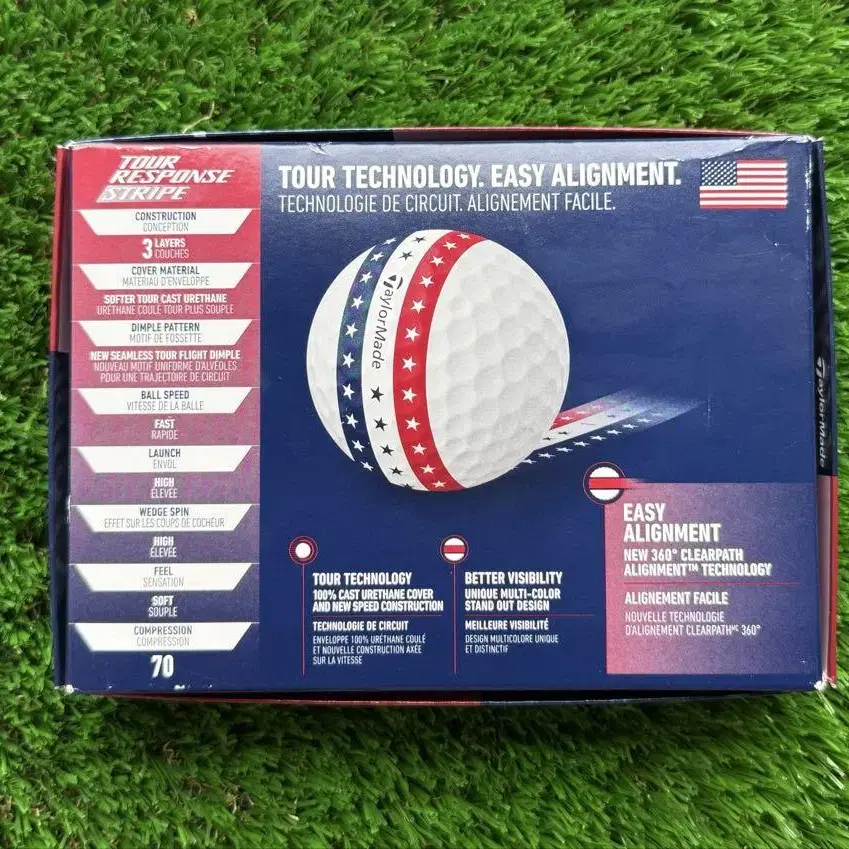 TOUR
RESPONSE
STRIPE
CONSTRUCTION
CONCEPTION
3 LAYERS
COUCHES
COVER MATERIAL
MATERIAU D'ENVELOPPE
SOFTER TOUR CAST URETHANE
URETHANE COULÉ TOUR PLUS SOUPLE
DIMPLE PATTERN
MOTIF DE FOSSETTE
NEW SEAMLESS TOUR FLIGHT DIMPLE
NOUVEAU MOTIF UNIFORME D'ALVÉOLES
POUR UNE TRAJECTOIRE DE CIRCUIT
BALL SPEED
VITESSE DE LA BALLE
FAST
RAPIDE
LAUNCH
ENVOL
HIGH
ÉLEVÉE
WEDGE SPIN
EFFET SUR LES COUPS DE COCHEUR
HIGH
ÉLEVÉE
FEEL
SENSATION
SOFT
SOUPLE
COMPRESSION
COMPRESSION
70
TOUR TECHNOLOGY. EASY ALIGNMENT.
TECHNOLOGIE DE CIRCUIT. ALIGNEMENT FACILE.
TaylorMade
TOUR TECHNOLOGY
100% CAST URETHANE COVER
AND NEW SPEED CONSTRUCTION
TECHNOLOGIE DE CIRCUIT
ENVELOPPE 100% URETHANE COULÉ
ET NOUVELLE CONSTRUCTION AXÉE
SUR LA VITESSE
BETTER VISIBILITY
UNIQUE MULTI-COLOR
STAND OUT DESIGN
MEILLEURE VISIBILITÉ
DESIGN MULTICOLORE UNIQUE
ET DISTINCTIF
EASY
ALIGNMENT
NEW 360° CLEARPATH
ALIGNMENT™ TECHNOLOGY
ALIGNEMENT FACILE
NOUVELLE TECHNOLOGIE
D'ALIGNEMENT CLEARPATHᴹᶜ 360°
TaylorMade